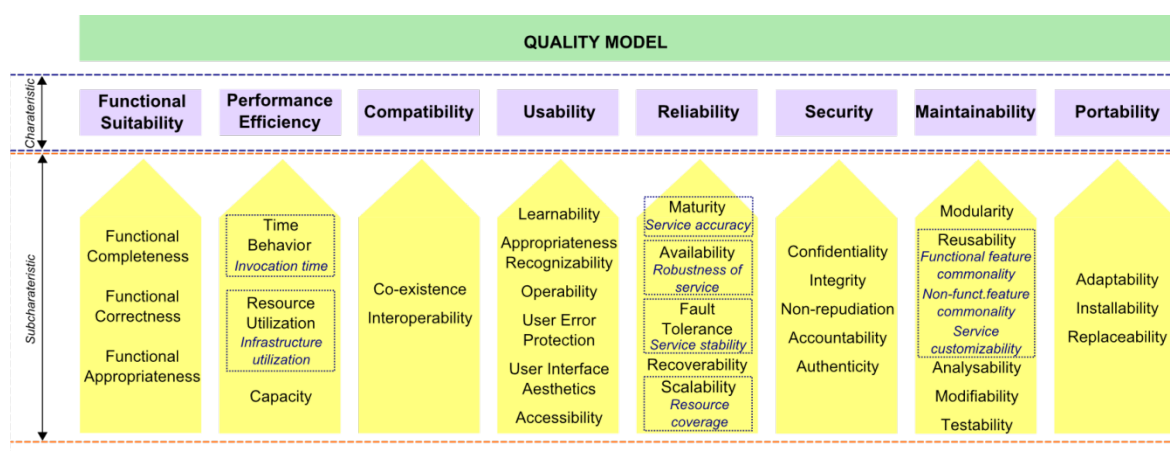 QUALITY MODEL
Charateristic
Functional
Suitability
Performance
Efficiency
Compatibility
Usability
Reliability
Security
Maintainability
Portability
Subcharateristic
Functional
Completeness
Functional
Correctness
Functional
Appropriateness
Time
Behavior
Invocation time
Resource
Utilization
Infrastructure
utilization
Capacity
Co-existence
Interoperability
Learnability
Appropriateness
Recognizability
Operability
User Error
Protection
User Interface
Aesthetics
Accessibility
Maturity
Service accuracy
Availability
Robustness of
service
Fault
Tolerance
Service stability
Recoverability
Scalability
Resource
coverage
Confidentiality
Integrity
Non-repudiation
Accountability
Authenticity
Modularity
Reusability
Functional feature
commonality
Non-funct.feature
commonality
Service
customizability
Analysability
Modifiability
Testability
Adaptability
Installability
Replaceability